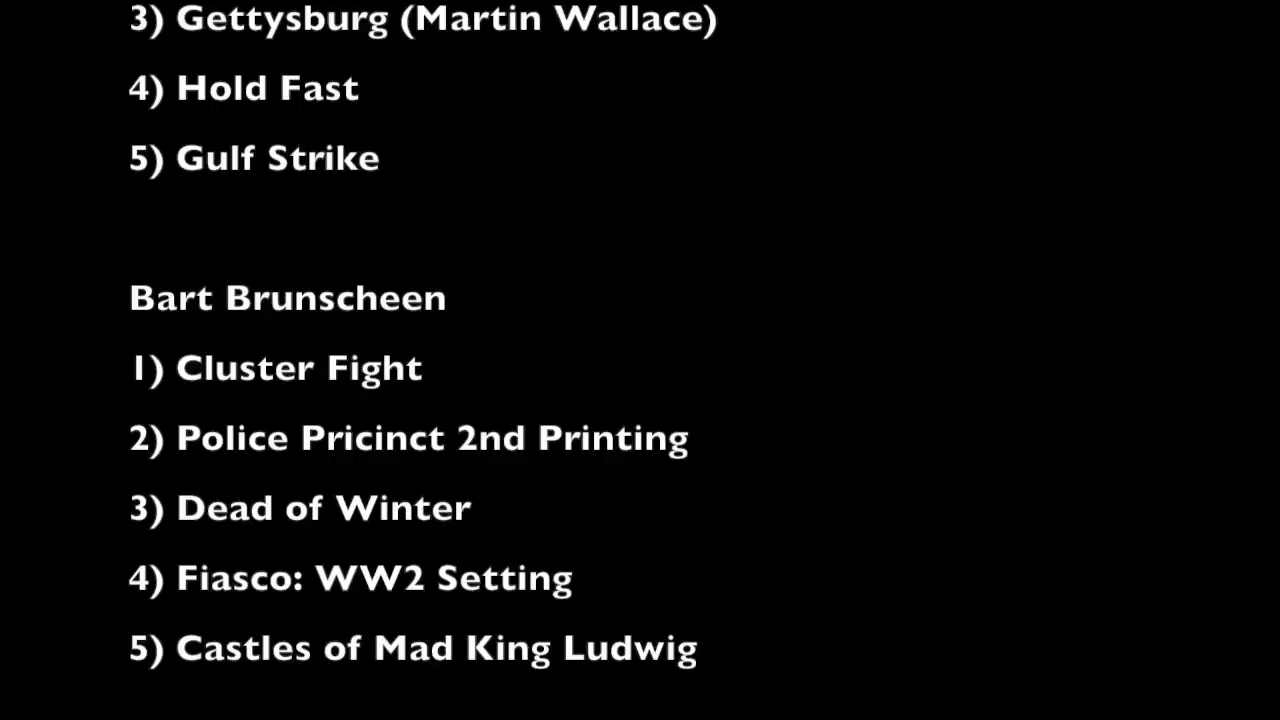 3) Gettysburg (Martin Wallace)
4) Hold Fast
5) Gulf Strike
Bart Brunscheen
1) Cluster Fight
2) Police Pricinct 2nd Printing
3) Dead of Winter
4) Fiasco: WW2 Setting
5) Castles of Mad King Ludwig